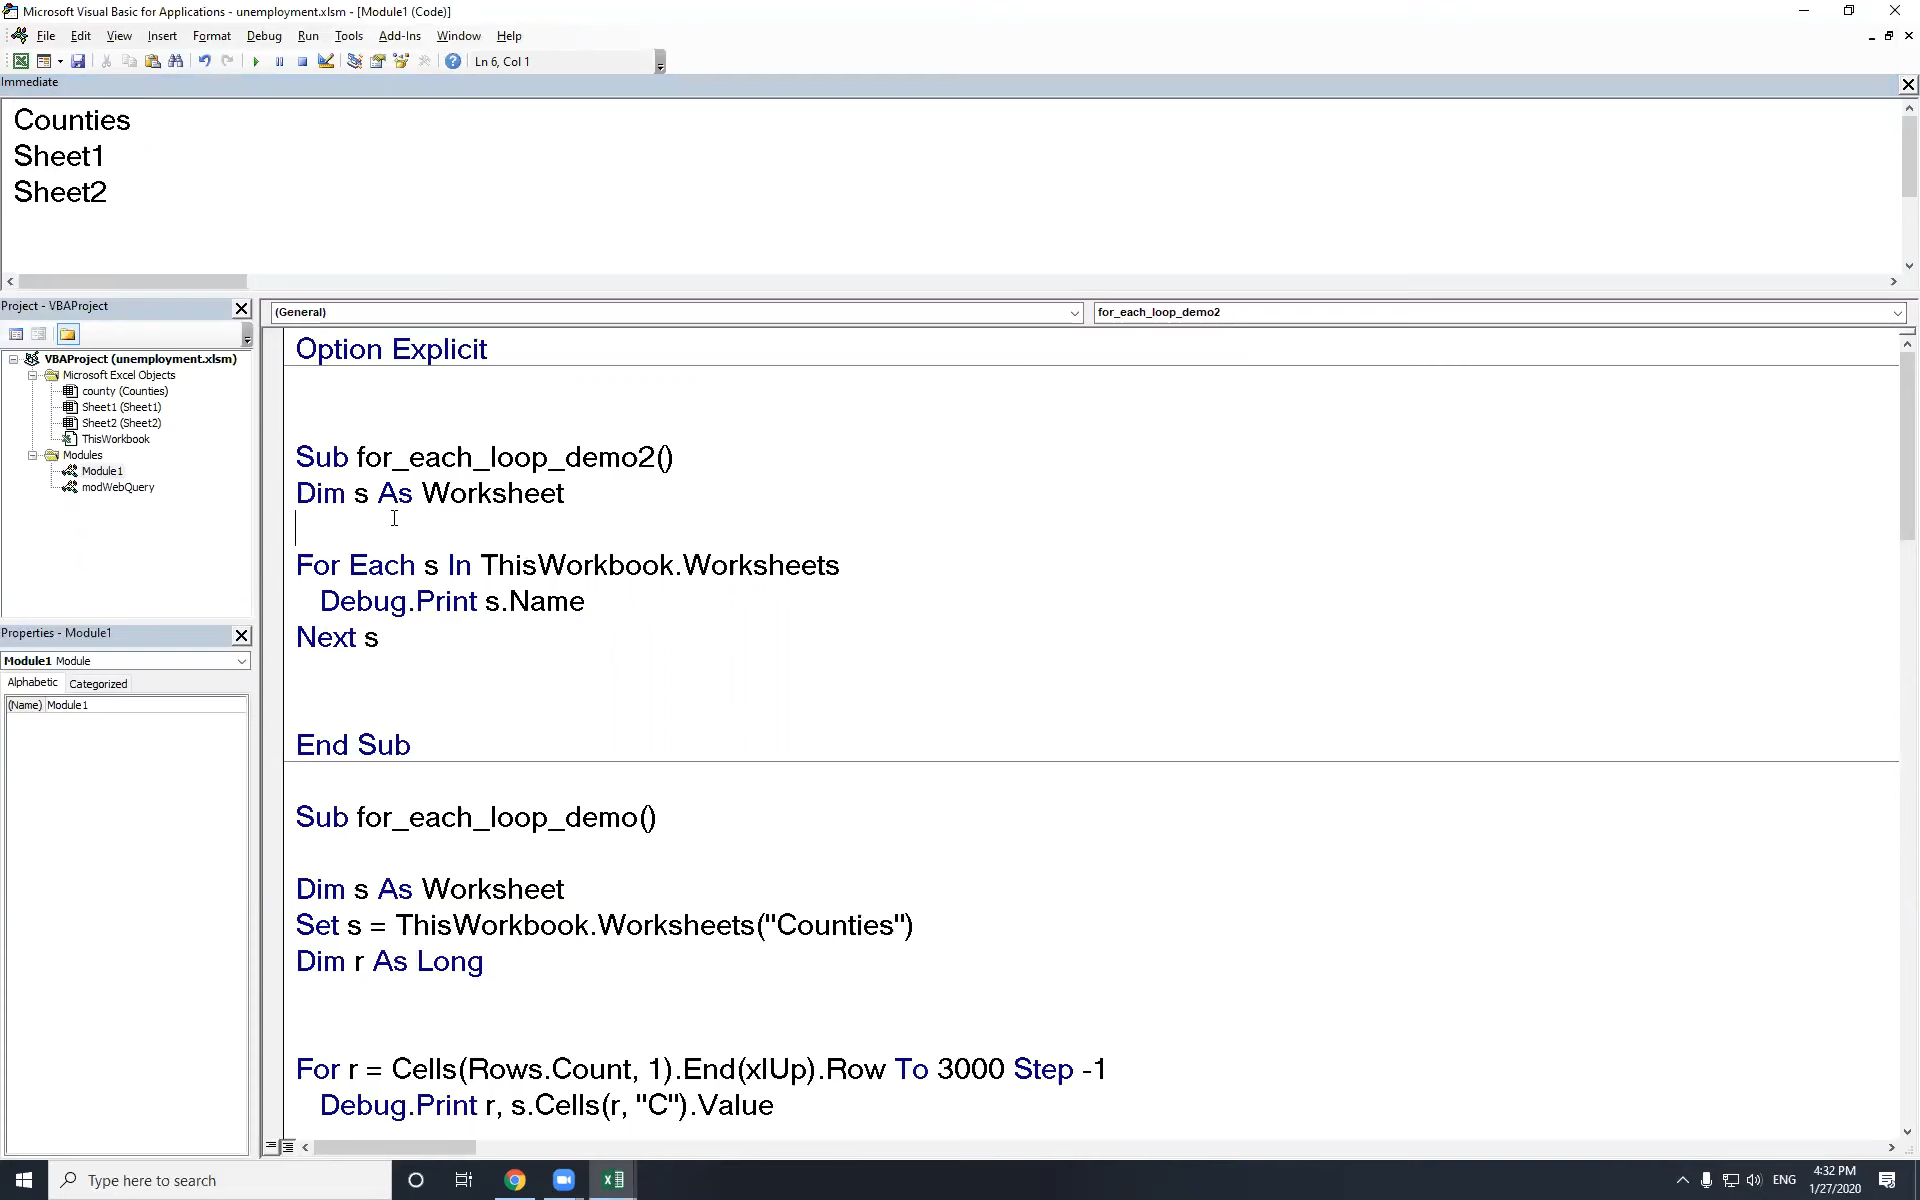 Microsoft Visual Basic for Applications - unemployment.xlsm - [Module1 (Code)]
File Edit View Insert Format Debug Run Tools Add-Ins Window Help
Ln 6, Col 1
Immediate
Counties
Sheet1
Sheet2
Project - VBAProject
VBAProject (unemployment.xlsm)
Microsoft Excel Objects
county (Counties)
Sheet1 (Sheet1)
Sheet2 (Sheet2)
ThisWorkbook
Modules
Module1
modWebQuery
Properties - Module1
Module1 Module
Alphabetic Categorized
(Name) Module1
(General) for_each_loop_demo2
Option Explicit
Sub for_each_loop_demo2()
Dim s As Worksheet
For Each s In ThisWorkbook.Worksheets
Debug.Print s.Name
Next s
End Sub
Sub for_each_loop_demo()
Dim s As Worksheet
Set s = ThisWorkbook.Worksheets("Counties")
Dim r As Long
For r = Cells(Rows.Count, 1).End(xlUp).Row To 3000 Step -1
Debug.Print r, s.Cells(r, "C").Value
Type here to search
ENG
4:32 PM
1/27/2020